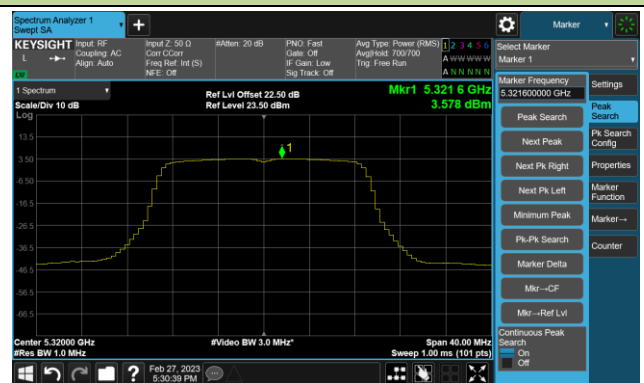 Spectrum Analyzer 1
Swept SA
+
Marker
KEYSIGHT
L
LW
Input: RF
Coupling: AC
Align: Auto
Input Z: 50 Ω
Corr CCorr
Freq Ref: Int (S)
NFE: Off
#Atten: 20 dB
PNO: Fast
Gate: Off
IF Gain: Low
Sig Track: Off
Avg Type: Power (RMS)
Avg|Hold: 700/700
Trig: Free Run
1 2 3 4 5 6
A W W W W W
A N N N N N
Select Marker
Marker 1
1 Spectrum
Scale/Div 10 dB
Log
Ref Lvl Offset 22.50 dB
Ref Level 23.50 dBm
Mkr1 5.321 6 GHz
3.578 dBm
13.5
3.50
-6.50
-16.5
-26.5
-36.5
-46.5
-56.5
-66.5
1
Center 5.32000 GHz
#Res BW 1.0 MHz
#Video BW 3.0 MHz*
Span 40.00 MHz
Sweep 1.00 ms (101 pts)
Marker Frequency
5.321600000 GHz
Peak Search
Next Peak
Next Pk Right
Next Pk Left
Minimum Peak
Pk-Pk Search
Marker Delta
Mkr→CF
Mkr→Ref Lvl
Continuous Peak
Search
On
Off
Settings
Peak
Search
Pk Search
Config
Properties
Marker
Function
Marker→
Counter
?
Feb 27, 2023
5:30:39 PM